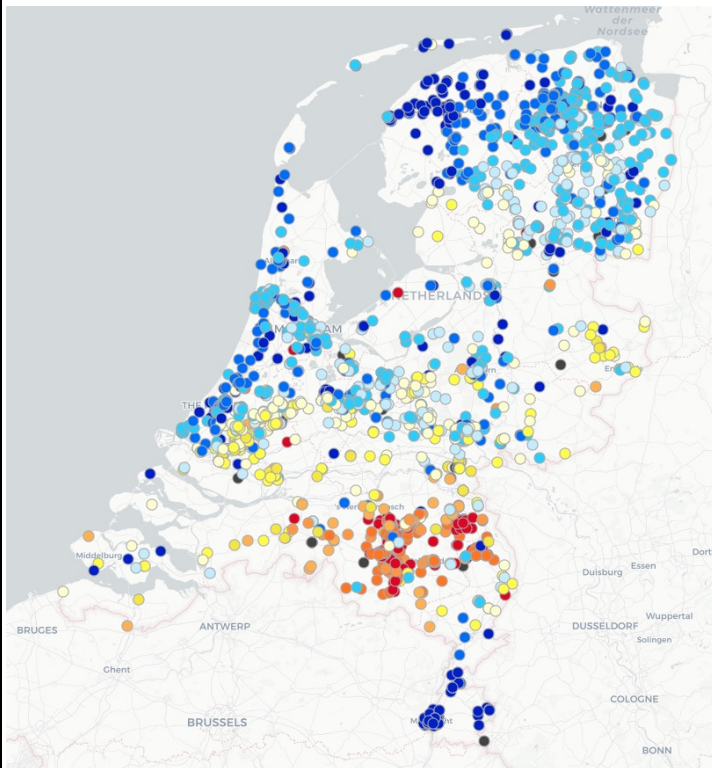 Wattenmeer
der
Nordsee
NETHERLANDS
THE
's
Middelburg
Duisburg
Essen
Dort
BRUGES
ANTWERP
DUSSELDORF
Wuppertal
Solingen
Ghent
COLOGNE
BRUSSELS
BONN